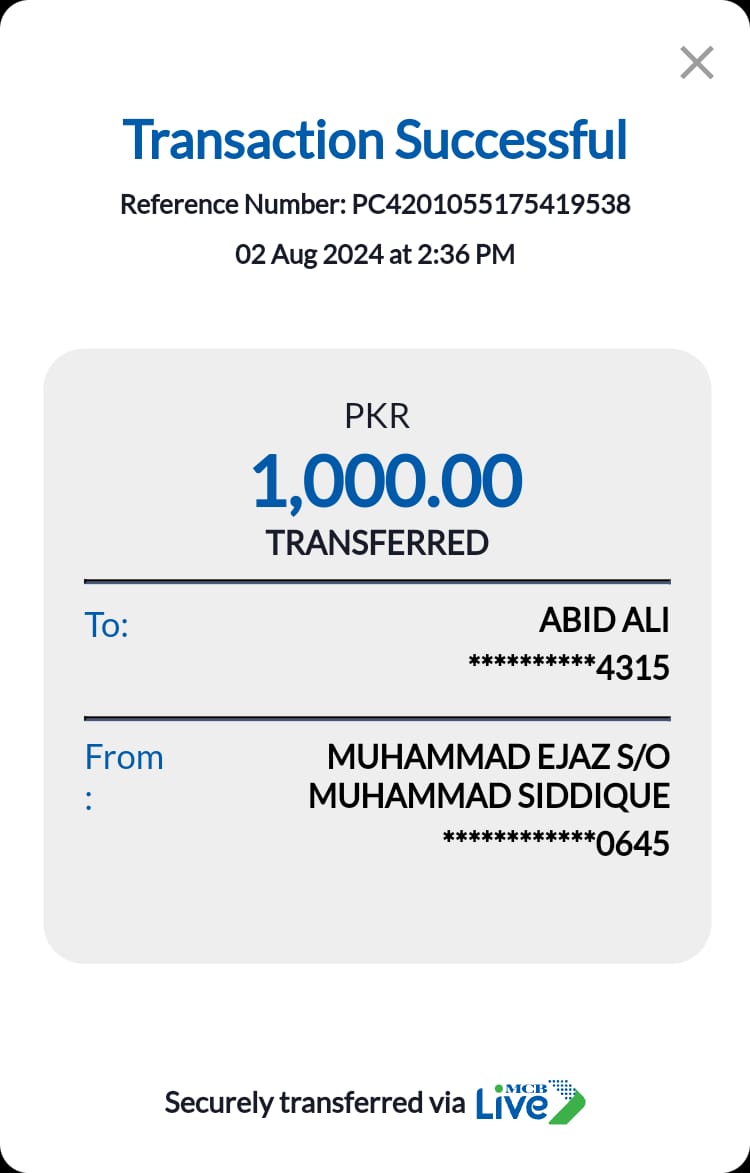 Transaction Successful
Reference Number: PC4201055175419538
02 Aug 2024 at 2:36 PM
PKR
1,000.00
TRANSFERRED
To:
ABID ALI
**********4315
From
:
MUHAMMAD EJAZ S/O
MUHAMMAD SIDDIQUE
************0645
Securely transferred via MCB Live